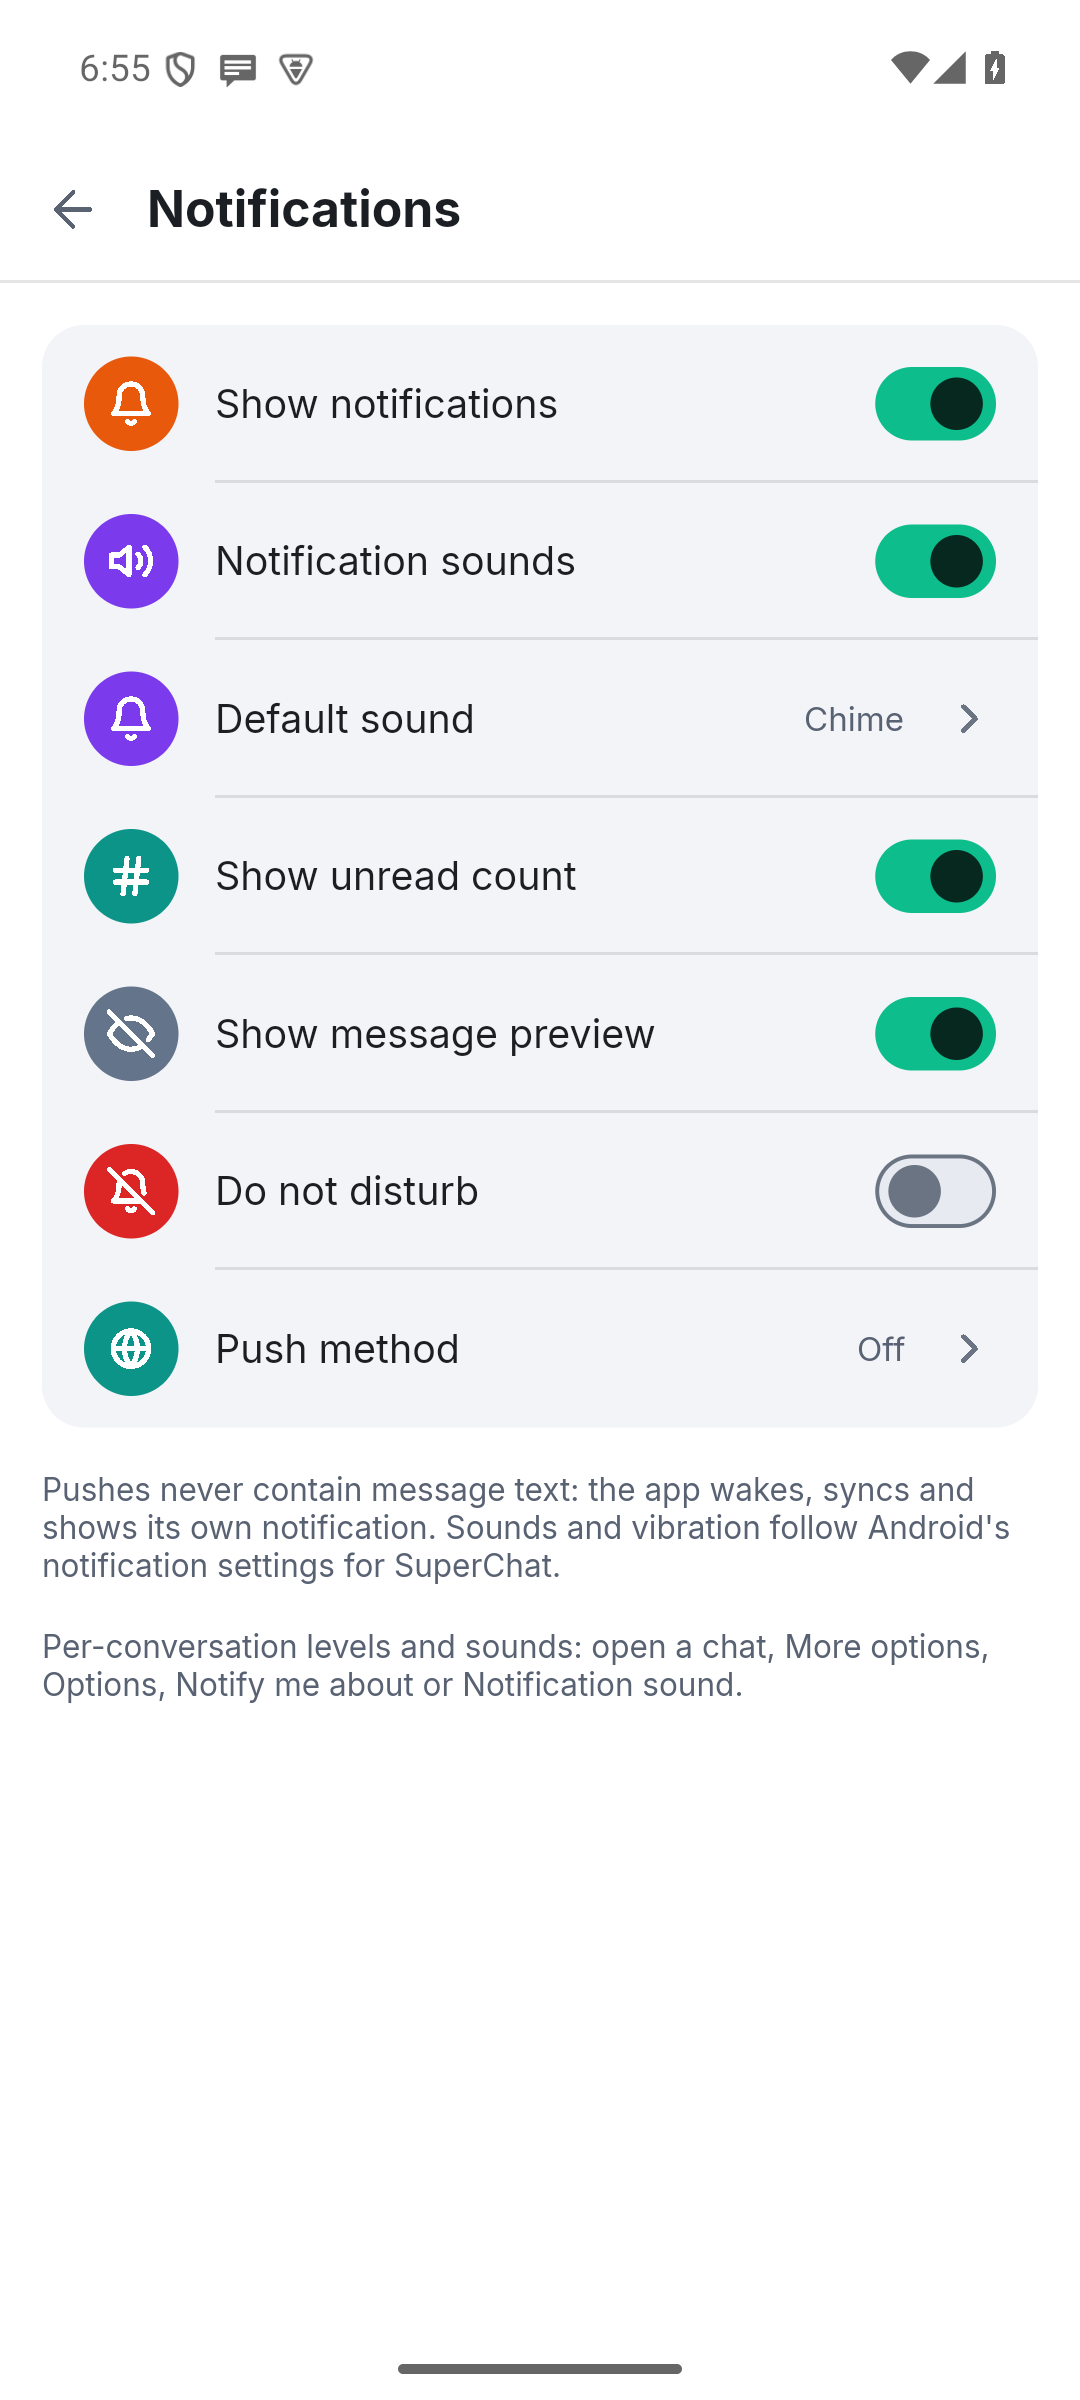 6:55
Notifications
Show notifications
Notification sounds
Default sound
Chime
Show unread count
Show message preview
Do not disturb
Push method
Off
Pushes never contain message text: the app wakes, syncs and
shows its own notification. Sounds and vibration follow Android's
notification settings for SuperChat.
Per-conversation levels and sounds: open a chat, More options,
Options, Notify me about or Notification sound.